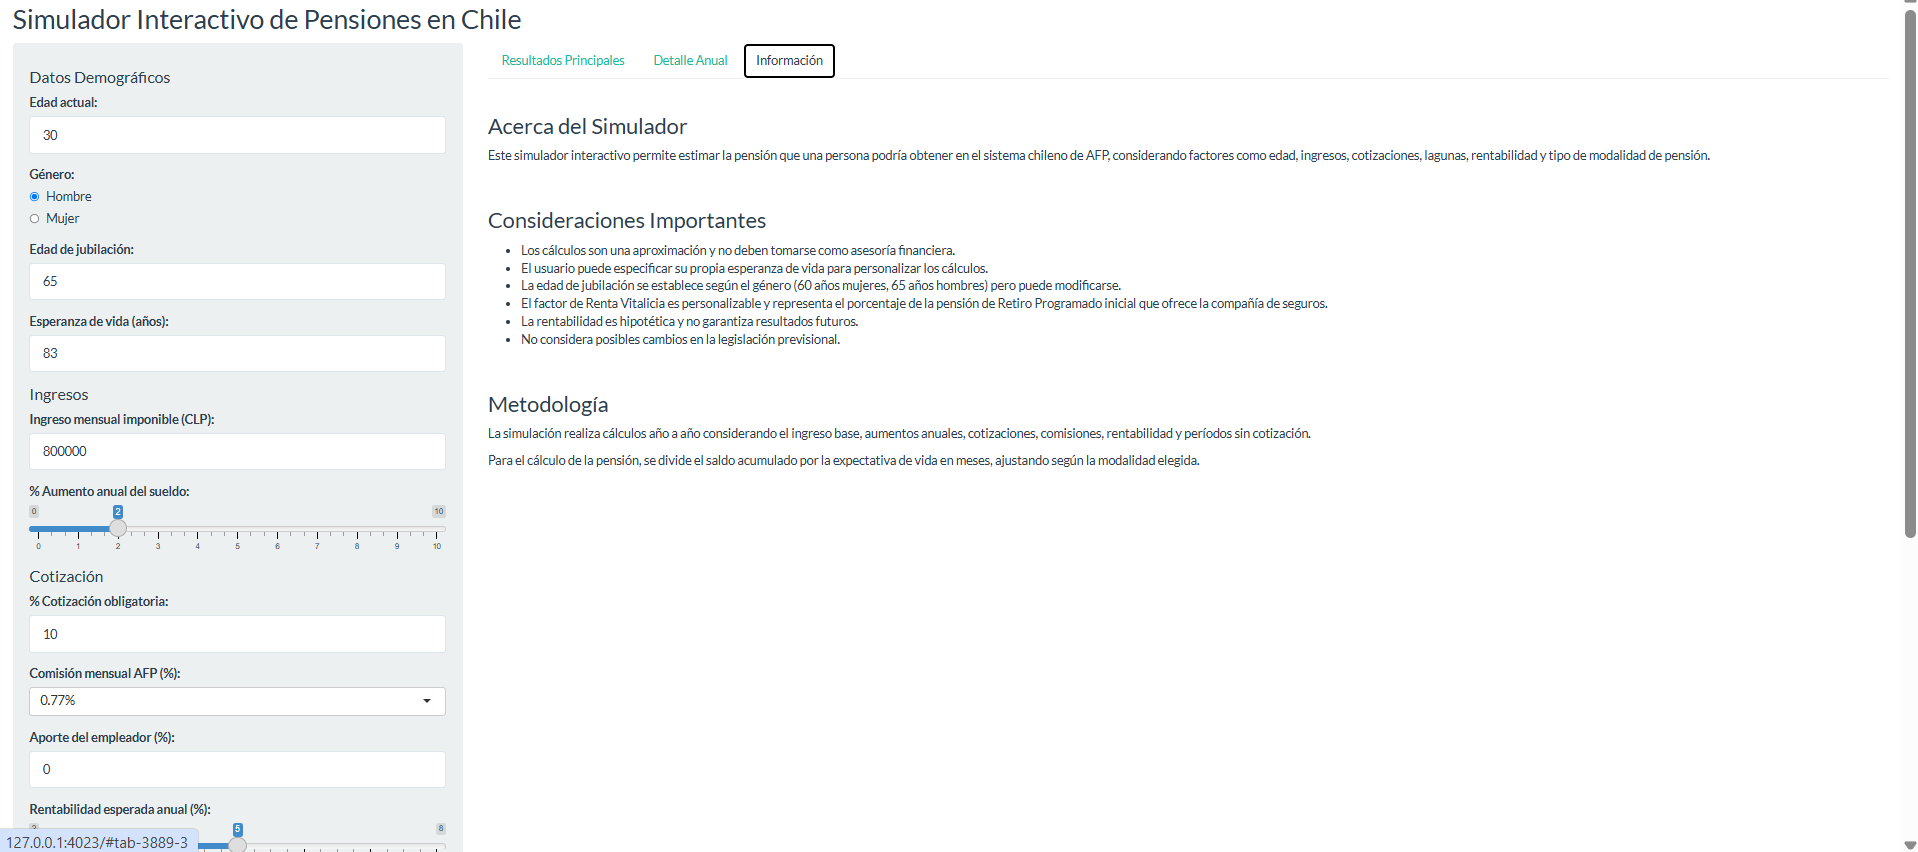 Simulador Interactivo de Pensiones en Chile
Datos Demográficos
Edad actual:
30
Género:
Hombre
Mujer
Edad de jubilación:
65
Esperanza de vida (años):
83
Ingresos
Ingreso mensual imponible (CLP):
800000
% Aumento anual del sueldo:
0 2 10
0 1 2 3 4 5 6 7 8 9 10
Cotización
% Cotización obligatoria:
10
Comisión mensual AFP (%):
0.77%
Aporte del empleador (%):
0
Rentabilidad esperada anual (%):
5 8
127.0.0.1:4023/#tab-3889-3
Resultados Principales Detalle Anual Información
Acerca del Simulador
Este simulador interactivo permite estimar la pensión que una persona podría obtener en el sistema chileno de AFP, considerando factores como edad, ingresos, cotizaciones, lagunas, rentabilidad y tipo de modalidad de pensión.
Consideraciones Importantes
• Los cálculos son una aproximación y no deben tomarse como asesoría financiera.
• El usuario puede especificar su propia esperanza de vida para personalizar los cálculos.
• La edad de jubilación se establece según el género (60 años mujeres, 65 años hombres) pero puede modificarse.
• El factor de Renta Vitalicia es personalizable y representa el porcentaje de la pensión de Retiro Programado inicial que ofrece la compañía de seguros.
• La rentabilidad es hipotética y no garantiza resultados futuros.
• No considera posibles cambios en la legislación previsional.
Metodología
La simulación realiza cálculos año a año considerando el ingreso base, aumentos anuales, cotizaciones, comisiones, rentabilidad y períodos sin cotización.
Para el cálculo de la pensión, se divide el saldo acumulado por la expectativa de vida en meses, ajustando según la modalidad elegida.